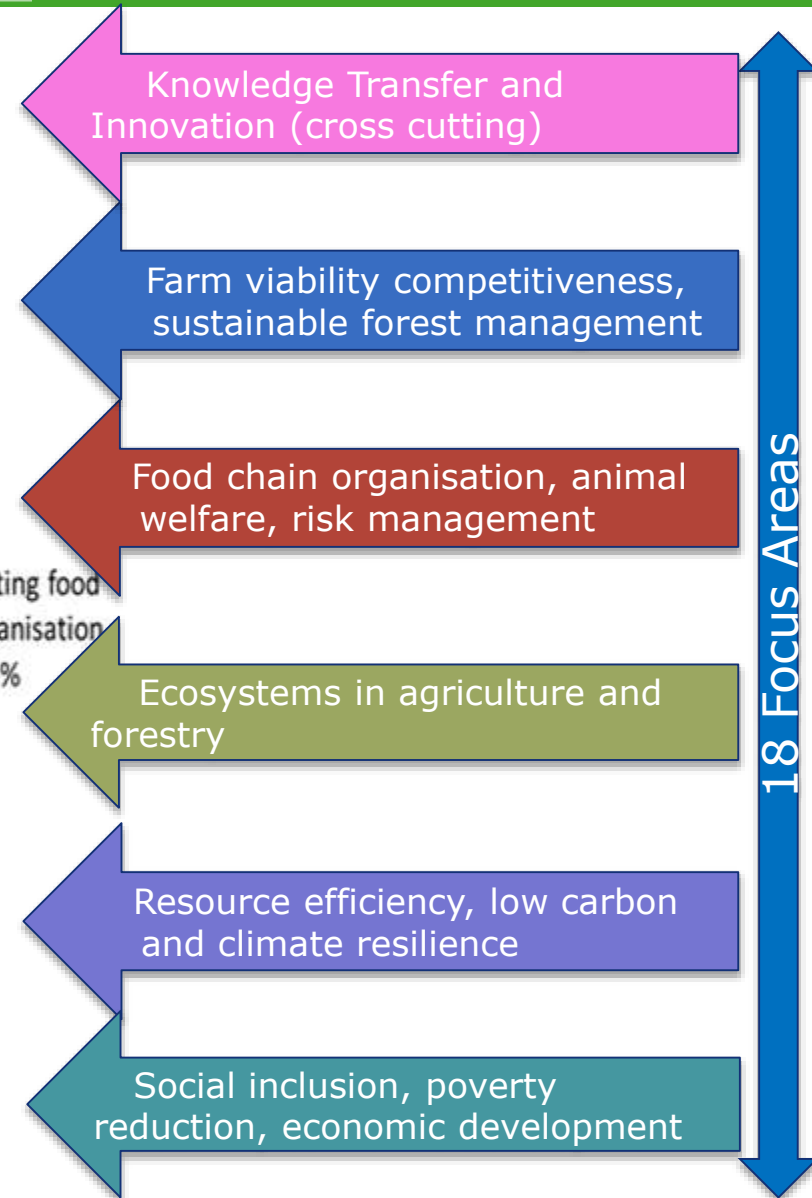 Knowledge Transfer and
Innovation (cross cutting)
Farm viability competitiveness,
sustainable forest management
Food chain organisation, animal
welfare, risk management
food
%
Ecosystems in agriculture and
forestry
Resource efficiency, low carbon
and climate resilience
Social inclusion, poverty
reduction, economic development
18 Focus Areas